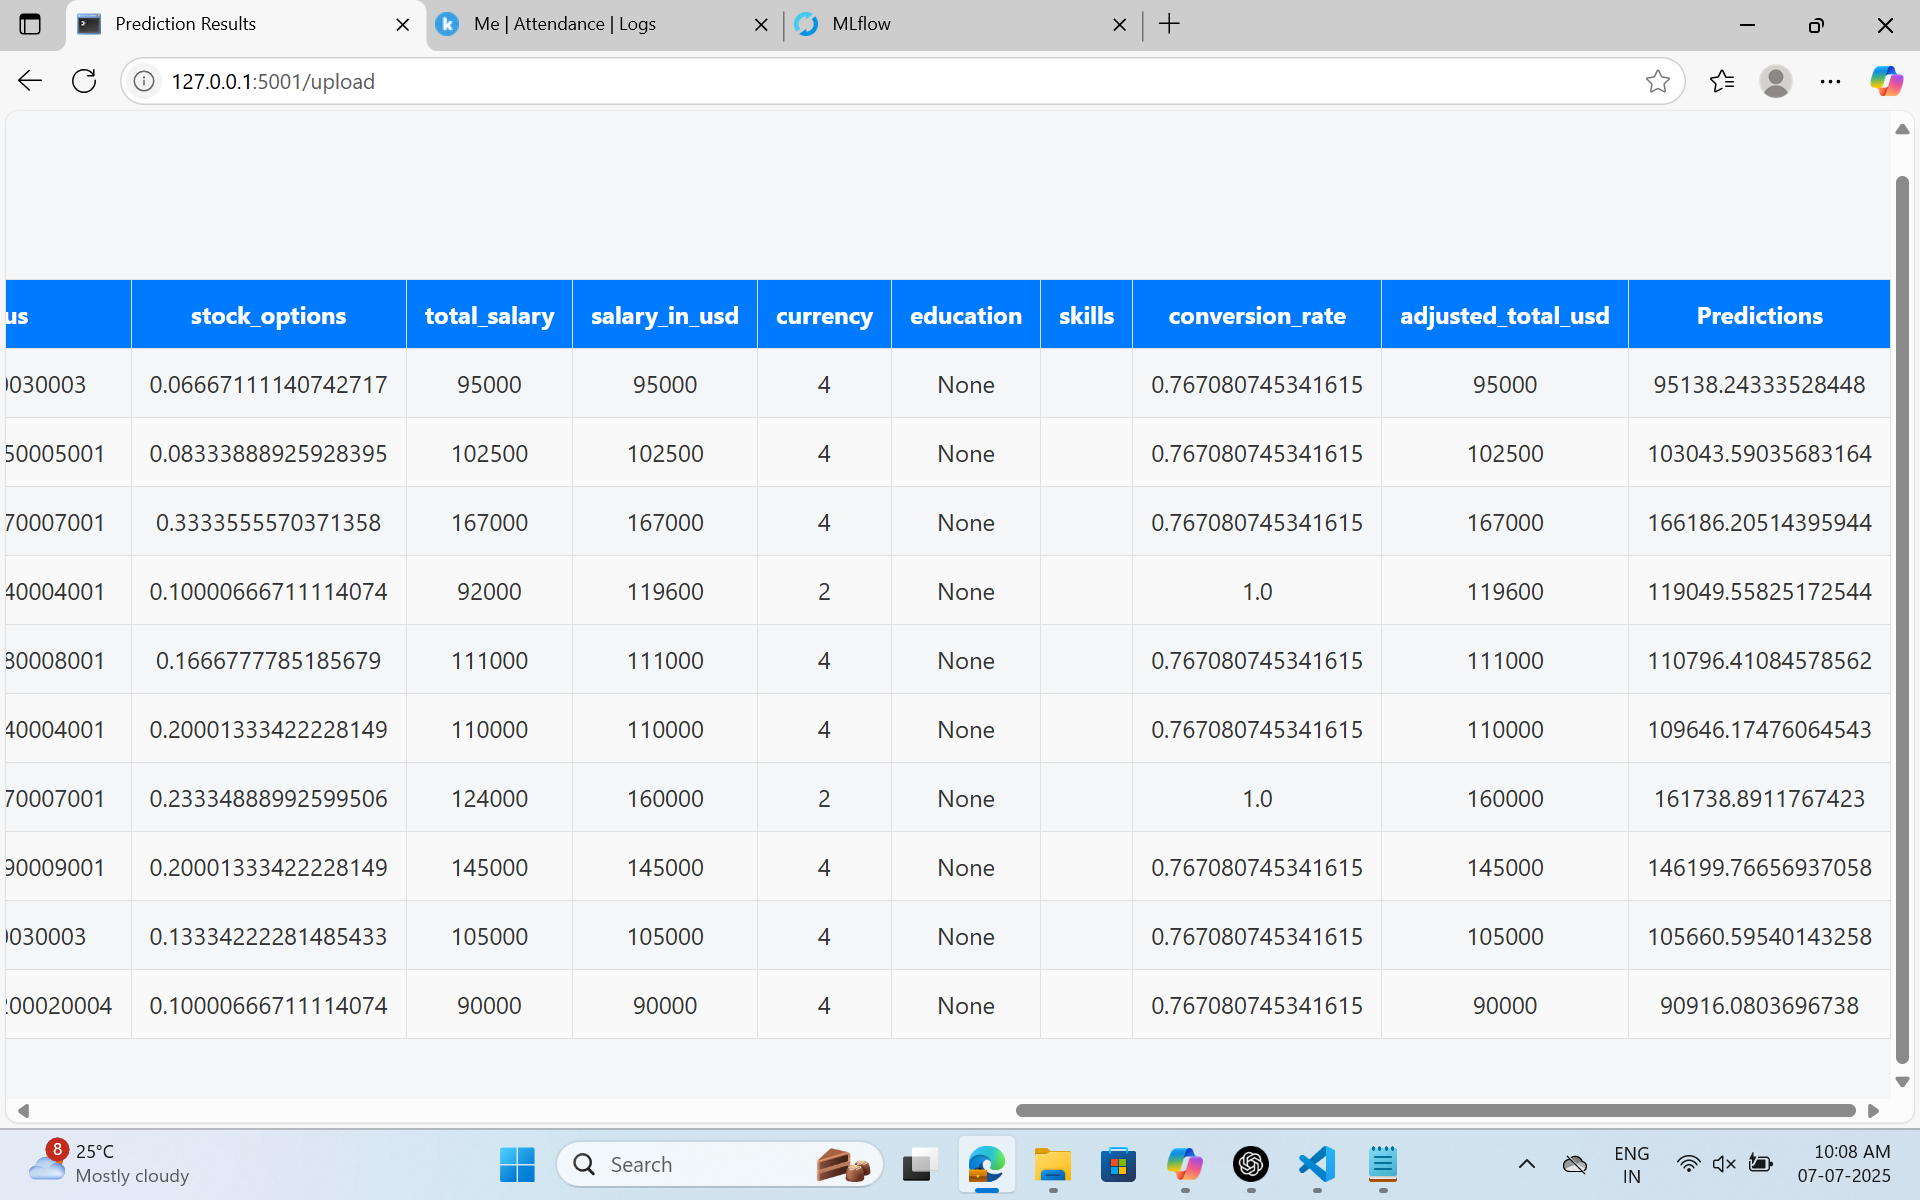 Prediction Results
Me | Attendance | Logs
MLflow
127.0.0.1:5001/upload
us stock_options total_salary salary_in_usd currency education skills conversion_rate adjusted_total_usd Predictions
0030003 0.06667111140742717 95000 95000 4 None 0.767080745341615 95000 95138.24333528448
50005001 0.08333888925928395 102500 102500 4 None 0.767080745341615 102500 103043.59035683164
70007001 0.3333555570371358 167000 167000 4 None 0.767080745341615 167000 166186.20514395944
40004001 0.10000666711114074 92000 119600 2 None 1.0 119600 119049.55825172544
80008001 0.1666777785185679 111000 111000 4 None 0.767080745341615 111000 110796.41084578562
40004001 0.20001333422228149 110000 110000 4 None 0.767080745341615 110000 109646.17476064543
70007001 0.23334888992599506 124000 160000 2 None 1.0 160000 161738.8911767423
90009001 0.20001333422228149 145000 145000 4 None 0.767080745341615 145000 146199.76656937058
0030003 0.13334222281485433 105000 105000 4 None 0.767080745341615 105000 105660.59540143258
200020004 0.10000666711114074 90000 90000 4 None 0.767080745341615 90000 90916.0803696738
8
25°C
Mostly cloudy
Search
ENG
IN
10:08 AM
07-07-2025